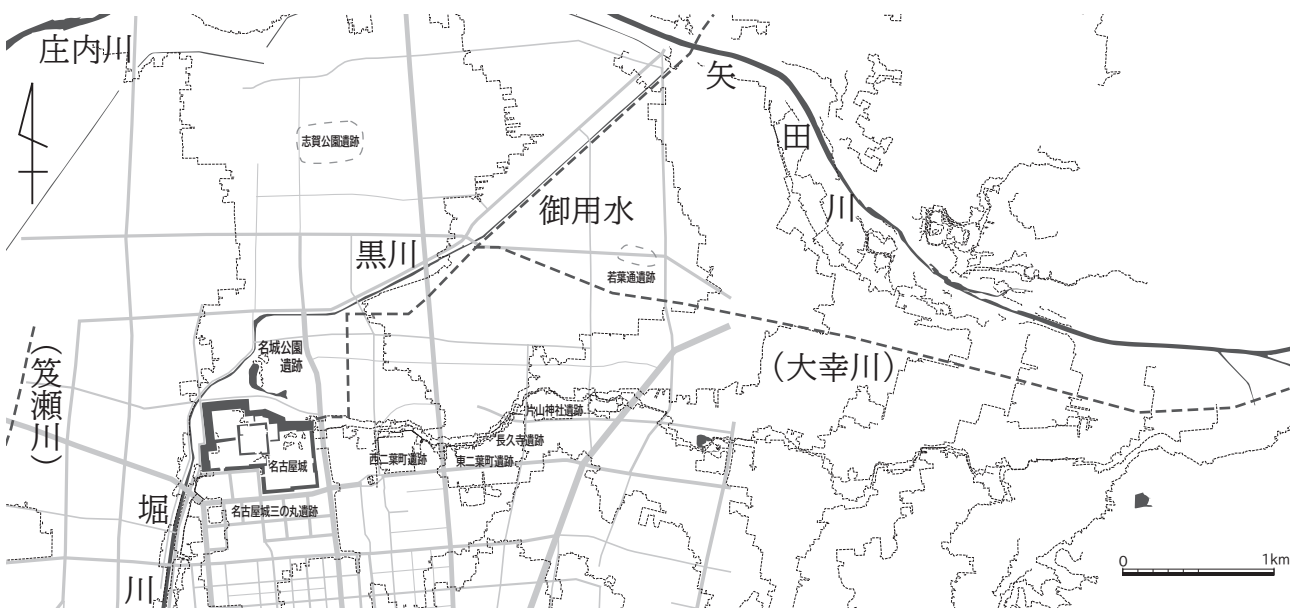 庄内川
矢田川
志賀公園遺跡
御用水
黒川
若葉通遺跡
(笈瀬川)
名城公園
遺跡
(大幸川)
片山神社遺跡
長久寺遺跡
西二葉町遺跡
東二葉町遺跡
名古屋城
名古屋城三の丸遺跡
堀川
0 1km